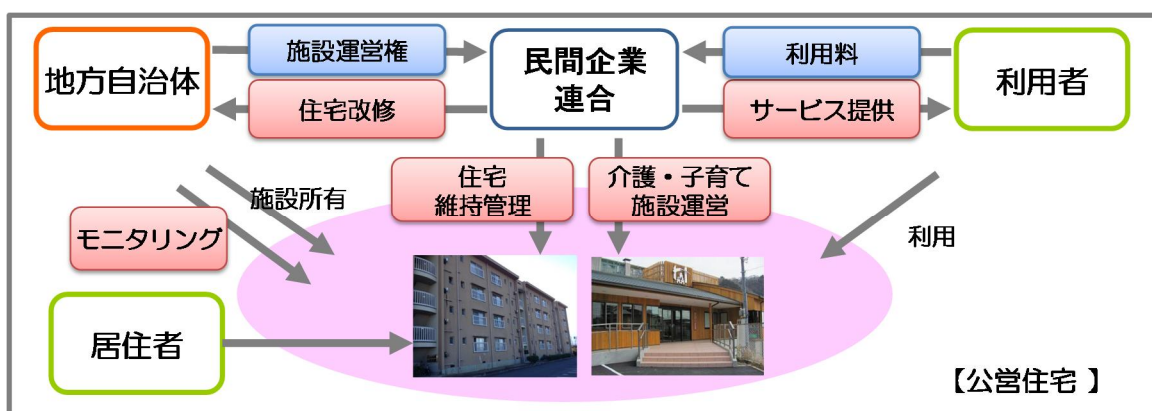 地方自治体
施設運営権
民間企業
連合
利用料
利用者
住宅改修
サービス提供
施設所有
住宅
維持管理
介護・子育て
施設運営
モニタリング
利用
居住者
【公営住宅 】